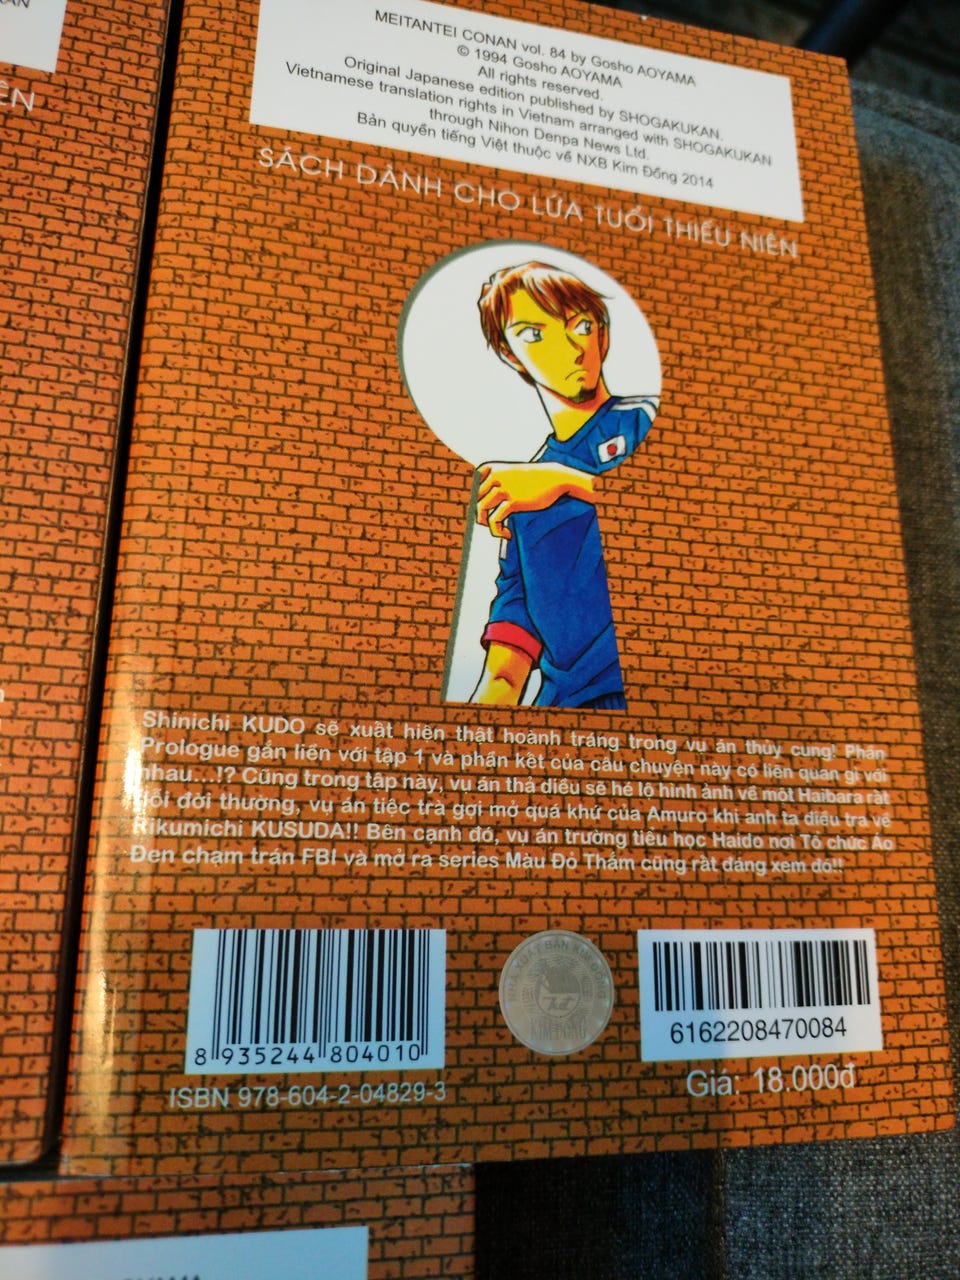 MEITANTEI CONAN vol. 84 by Gosho AOYAMA
© 1994 Gosho AOYAMA
All rights reserved.
Original Japanese edition published by SHOGAKUKAN.
Vietnamese translation rights in Vietnam arranged with SHOGAKUKAN
through Nihon Denpa News Ltd.
Bản quyền tiếng Việt thuộc về NXB Kim Đồng 2014
SÁCH DÀNH CHO LỨA TUỔI THIẾU NIÊN
Shinichi KUDO sẽ xuất hiện thật hoành tráng trong vụ án thủy cung! Phần
Prologue gắn liền với tập 1 và phần kết của câu chuyện này có liên quan gì với
nhau...!? Cũng trong tập này, vụ án thả diều sẽ hé lộ hình ảnh về một Haibara rất
đỗi đời thường, vụ án tiệc trà gợi mở quá khứ của Amuro khi anh ta điều tra về
Rikumichi KUSUDA!! Bên cạnh đó, vụ án trường tiểu học Haido nơi Tổ chức Áo
Đen chạm trán FBI và mở ra series Màu Đỏ Thẫm cũng rất đáng xem đó!!
8 935244 804010
ISBN 978-604-2-04829-3
NHÀ XUẤT BẢN KIM ĐỒNG
KIM ĐỒNG
6162208470084
Giá: 18.000đ